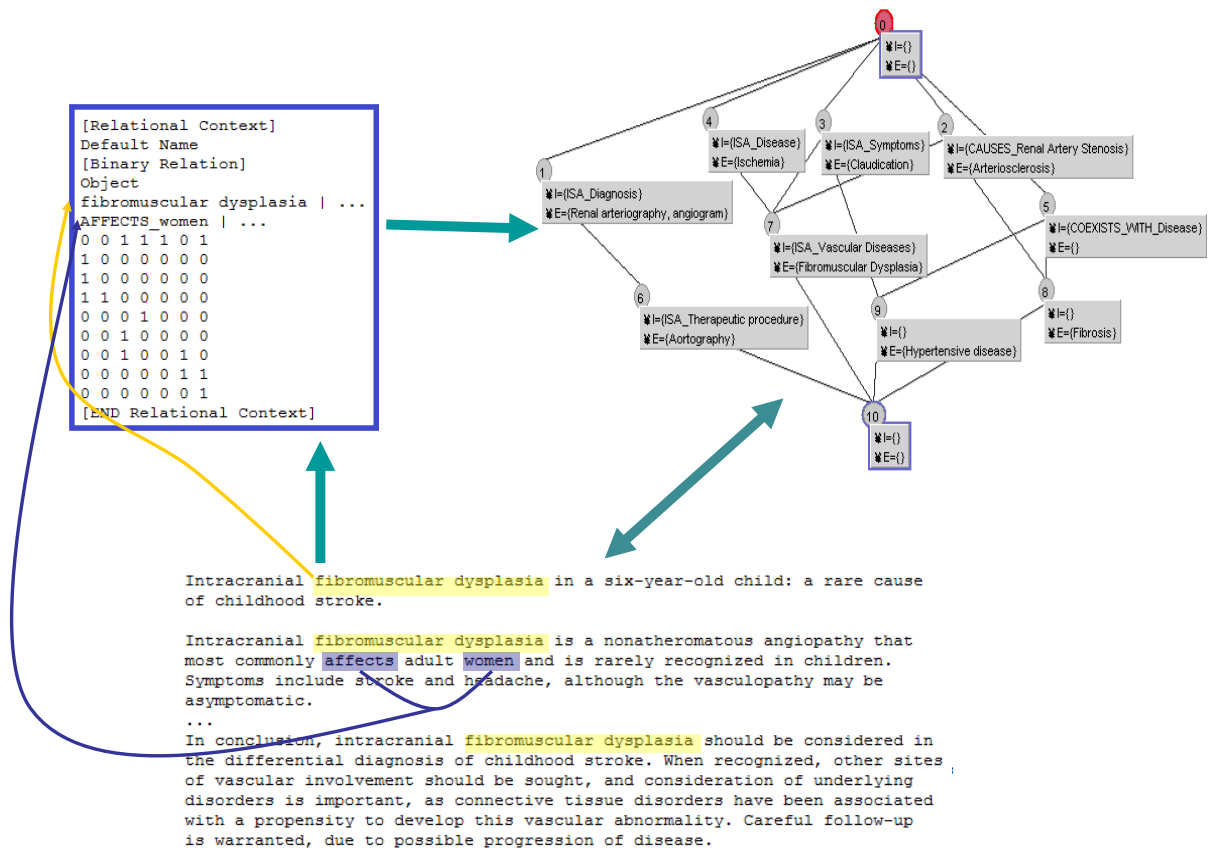 [Relational Context]
Default Name
[Binary Relation]
Object
fibromuscular dysplasia | ...
AFFECTS_women | ...
0 0 1 1 1 0 1
1 0 0 0 0 0 0
1 0 0 0 0 0 0
1 1 0 0 0 0 0
0 0 0 1 0 0 0
0 0 1 0 0 0 0
0 0 1 0 0 1 0
0 0 0 0 0 1 1
0 0 0 0 0 0 1
[END Relational Context]
0
¥ I={}
¥ E={}
4
¥ I={ISA_Disease}
¥ E={Ischemia}
3
¥ I={ISA_Symptoms}
¥ E={Claudication}
2
¥ I={CAUSES_Renal Artery Stenosis}
¥ E={Arteriosclerosis}
1
¥ I={ISA_Diagnosis}
¥ E={Renal arteriography, angiogram}
5
¥ I={COEXISTS_WITH_Disease}
¥ E={}
7
¥ I={ISA_Vascular Diseases}
¥ E={Fibromuscular Dysplasia}
6
¥ I={ISA_Therapeutic procedure}
¥ E={Aortography}
9
¥ I={}
¥ E={Hypertensive disease}
8
¥ I={}
¥ E={Fibrosis}
10
¥ I={}
¥ E={}
Intracranial fibromuscular dysplasia in a six-year-old child: a rare cause
of childhood stroke.
Intracranial fibromuscular dysplasia is a nonatheromatous angiopathy that
most commonly affects adult women and is rarely recognized in children.
Symptoms include stroke and headache, although the vasculopathy may be
asymptomatic.
...
In conclusion, intracranial fibromuscular dysplasia should be considered in
the differential diagnosis of childhood stroke. When recognized, other sites
of vascular involvement should be sought, and consideration of underlying
disorders is important, as connective tissue disorders have been associated
with a propensity to develop this vascular abnormality. Careful follow-up
is warranted, due to possible progression of disease.